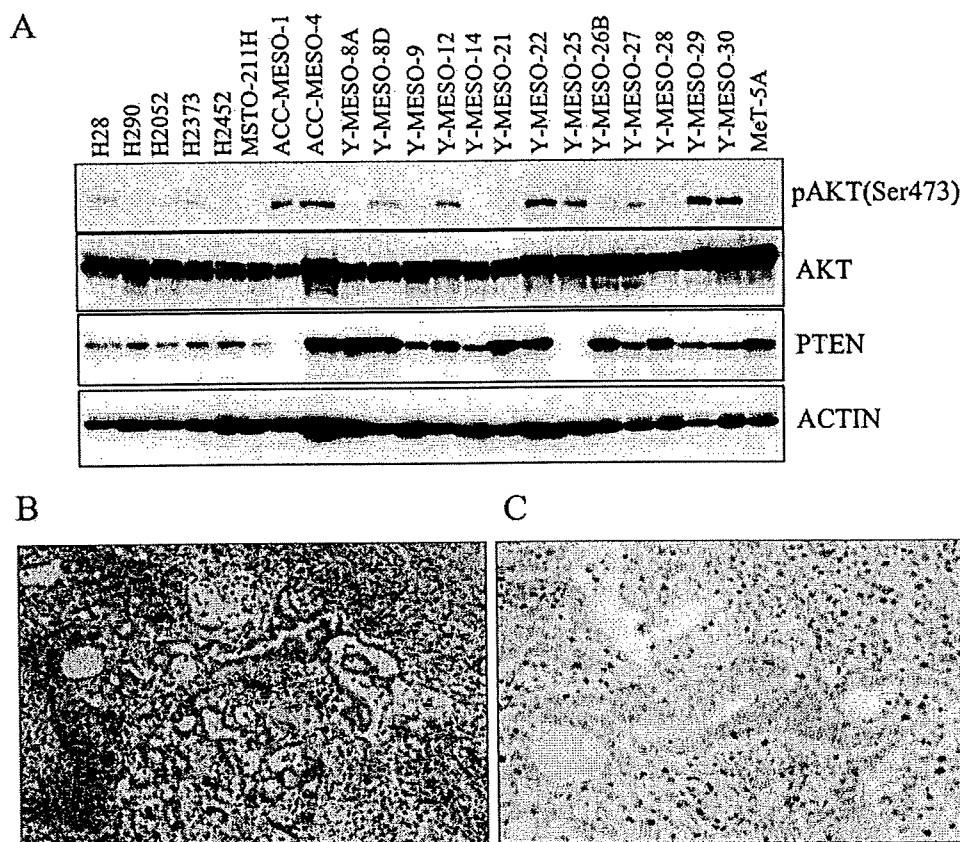 A
H28
H290
H2052
H2373
H2452
MSTO-211H
ACC-MESO-1
ACC-MESO-4
Y-MESO-8A
Y-MESO-8D
Y-MESO-9
Y-MESO-12
Y-MESO-14
Y-MESO-21
Y-MESO-22
Y-MESO-25
Y-MESO-26B
Y-MESO-27
Y-MESO-28
Y-MESO-29
Y-MESO-30
MeT-5A
pAKT(Ser473)
AKT
PTEN
ACTIN
B
C